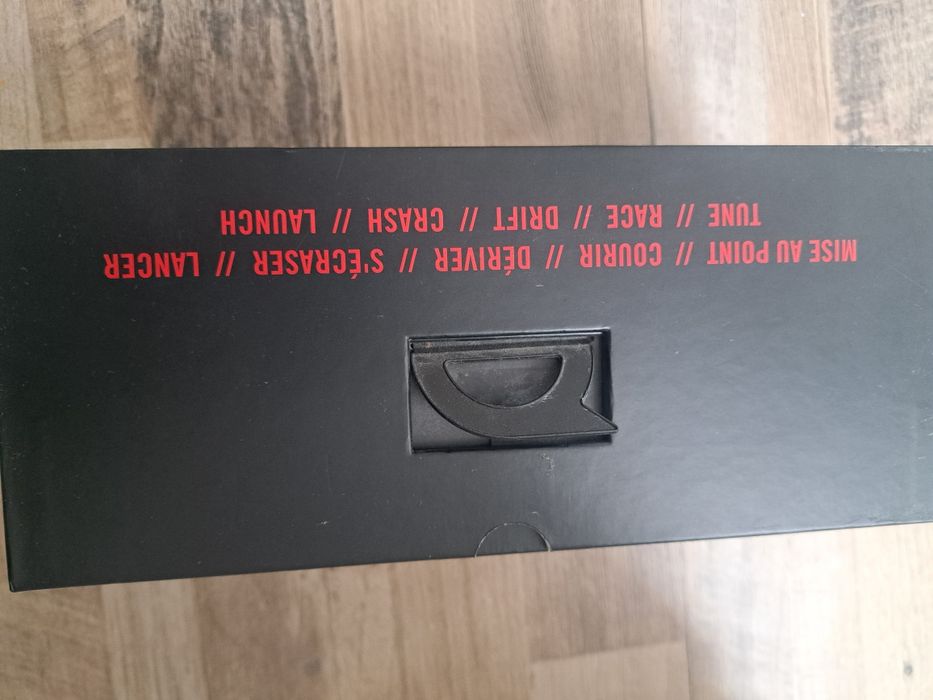 MISE AU POINT // COURIR // DÉRIVER // S'ÉCRASER // LANCER
TUNE // RACE // DRIFT // CRASH // LAUNCH